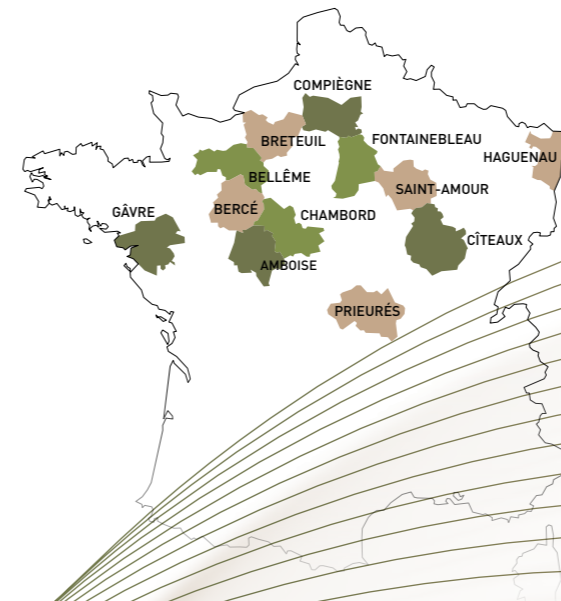 COMPIÈGNE
BRETEUIL
FONTAINEBLEAU
HAGUENAU
BELLÊME
SAINT-AMOUR
GÂVRE
BERCÉ
CHAMBORD
CÎTEAUX
AMBOISE
PRIEURÉS